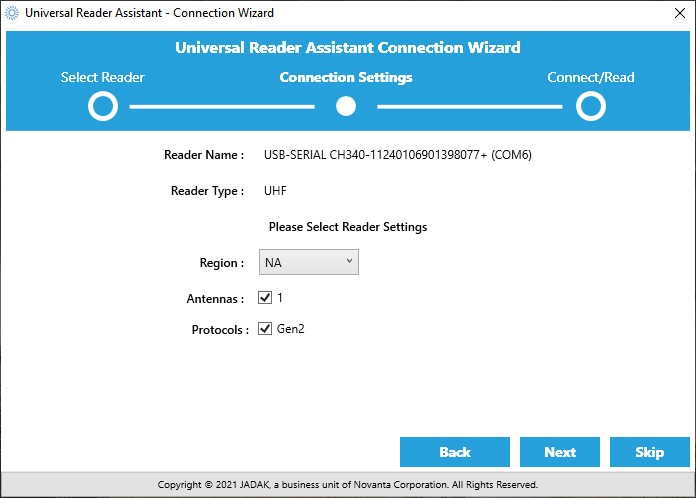 Universal Reader Assistant - Connection Wizard
Universal Reader Assistant Connection Wizard
Select Reader Connection Settings Connect/Read
Reader Name : USB-SERIAL CH340-11240106901398077+ (COM6)
Reader Type : UHF
Please Select Reader Settings
Region : NA
Antennas : 1
Protocols : Gen2
Back Next Skip
Copyright © 2021 JADAK, a business unit of Novanta Corporation. All Rights Reserved.